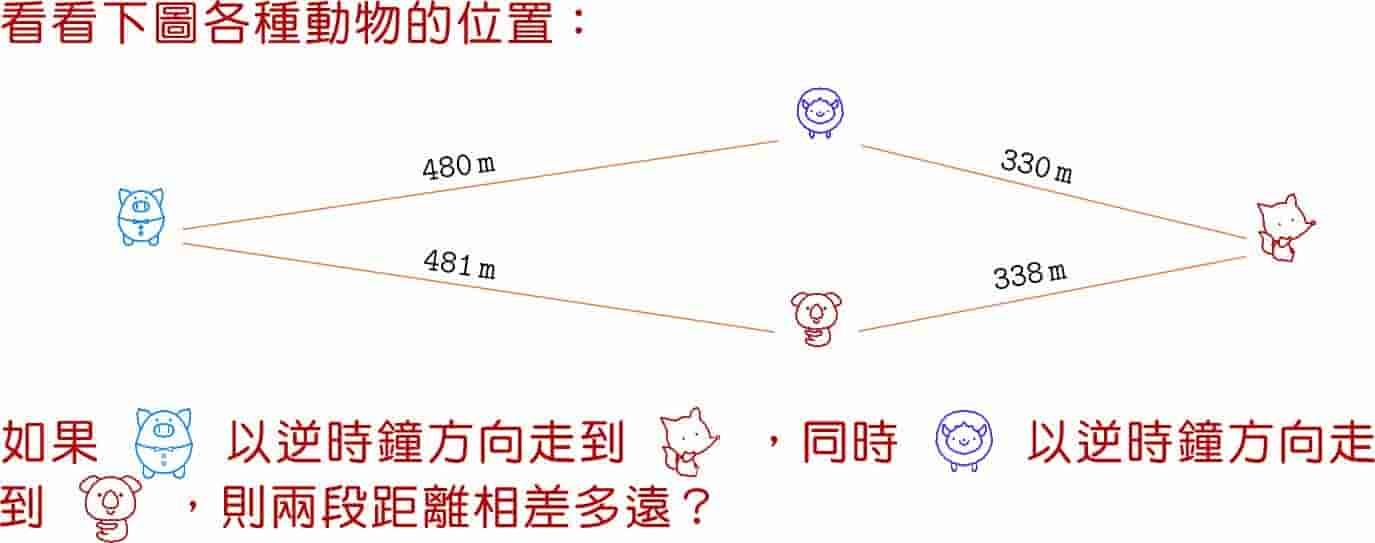 看看下圖各種動物的位置：
480 m
330 m
481 m
338 m
如果 以逆時鐘方向走到 ，同時 以逆時鐘方向走
到 ，則兩段距離相差多遠？